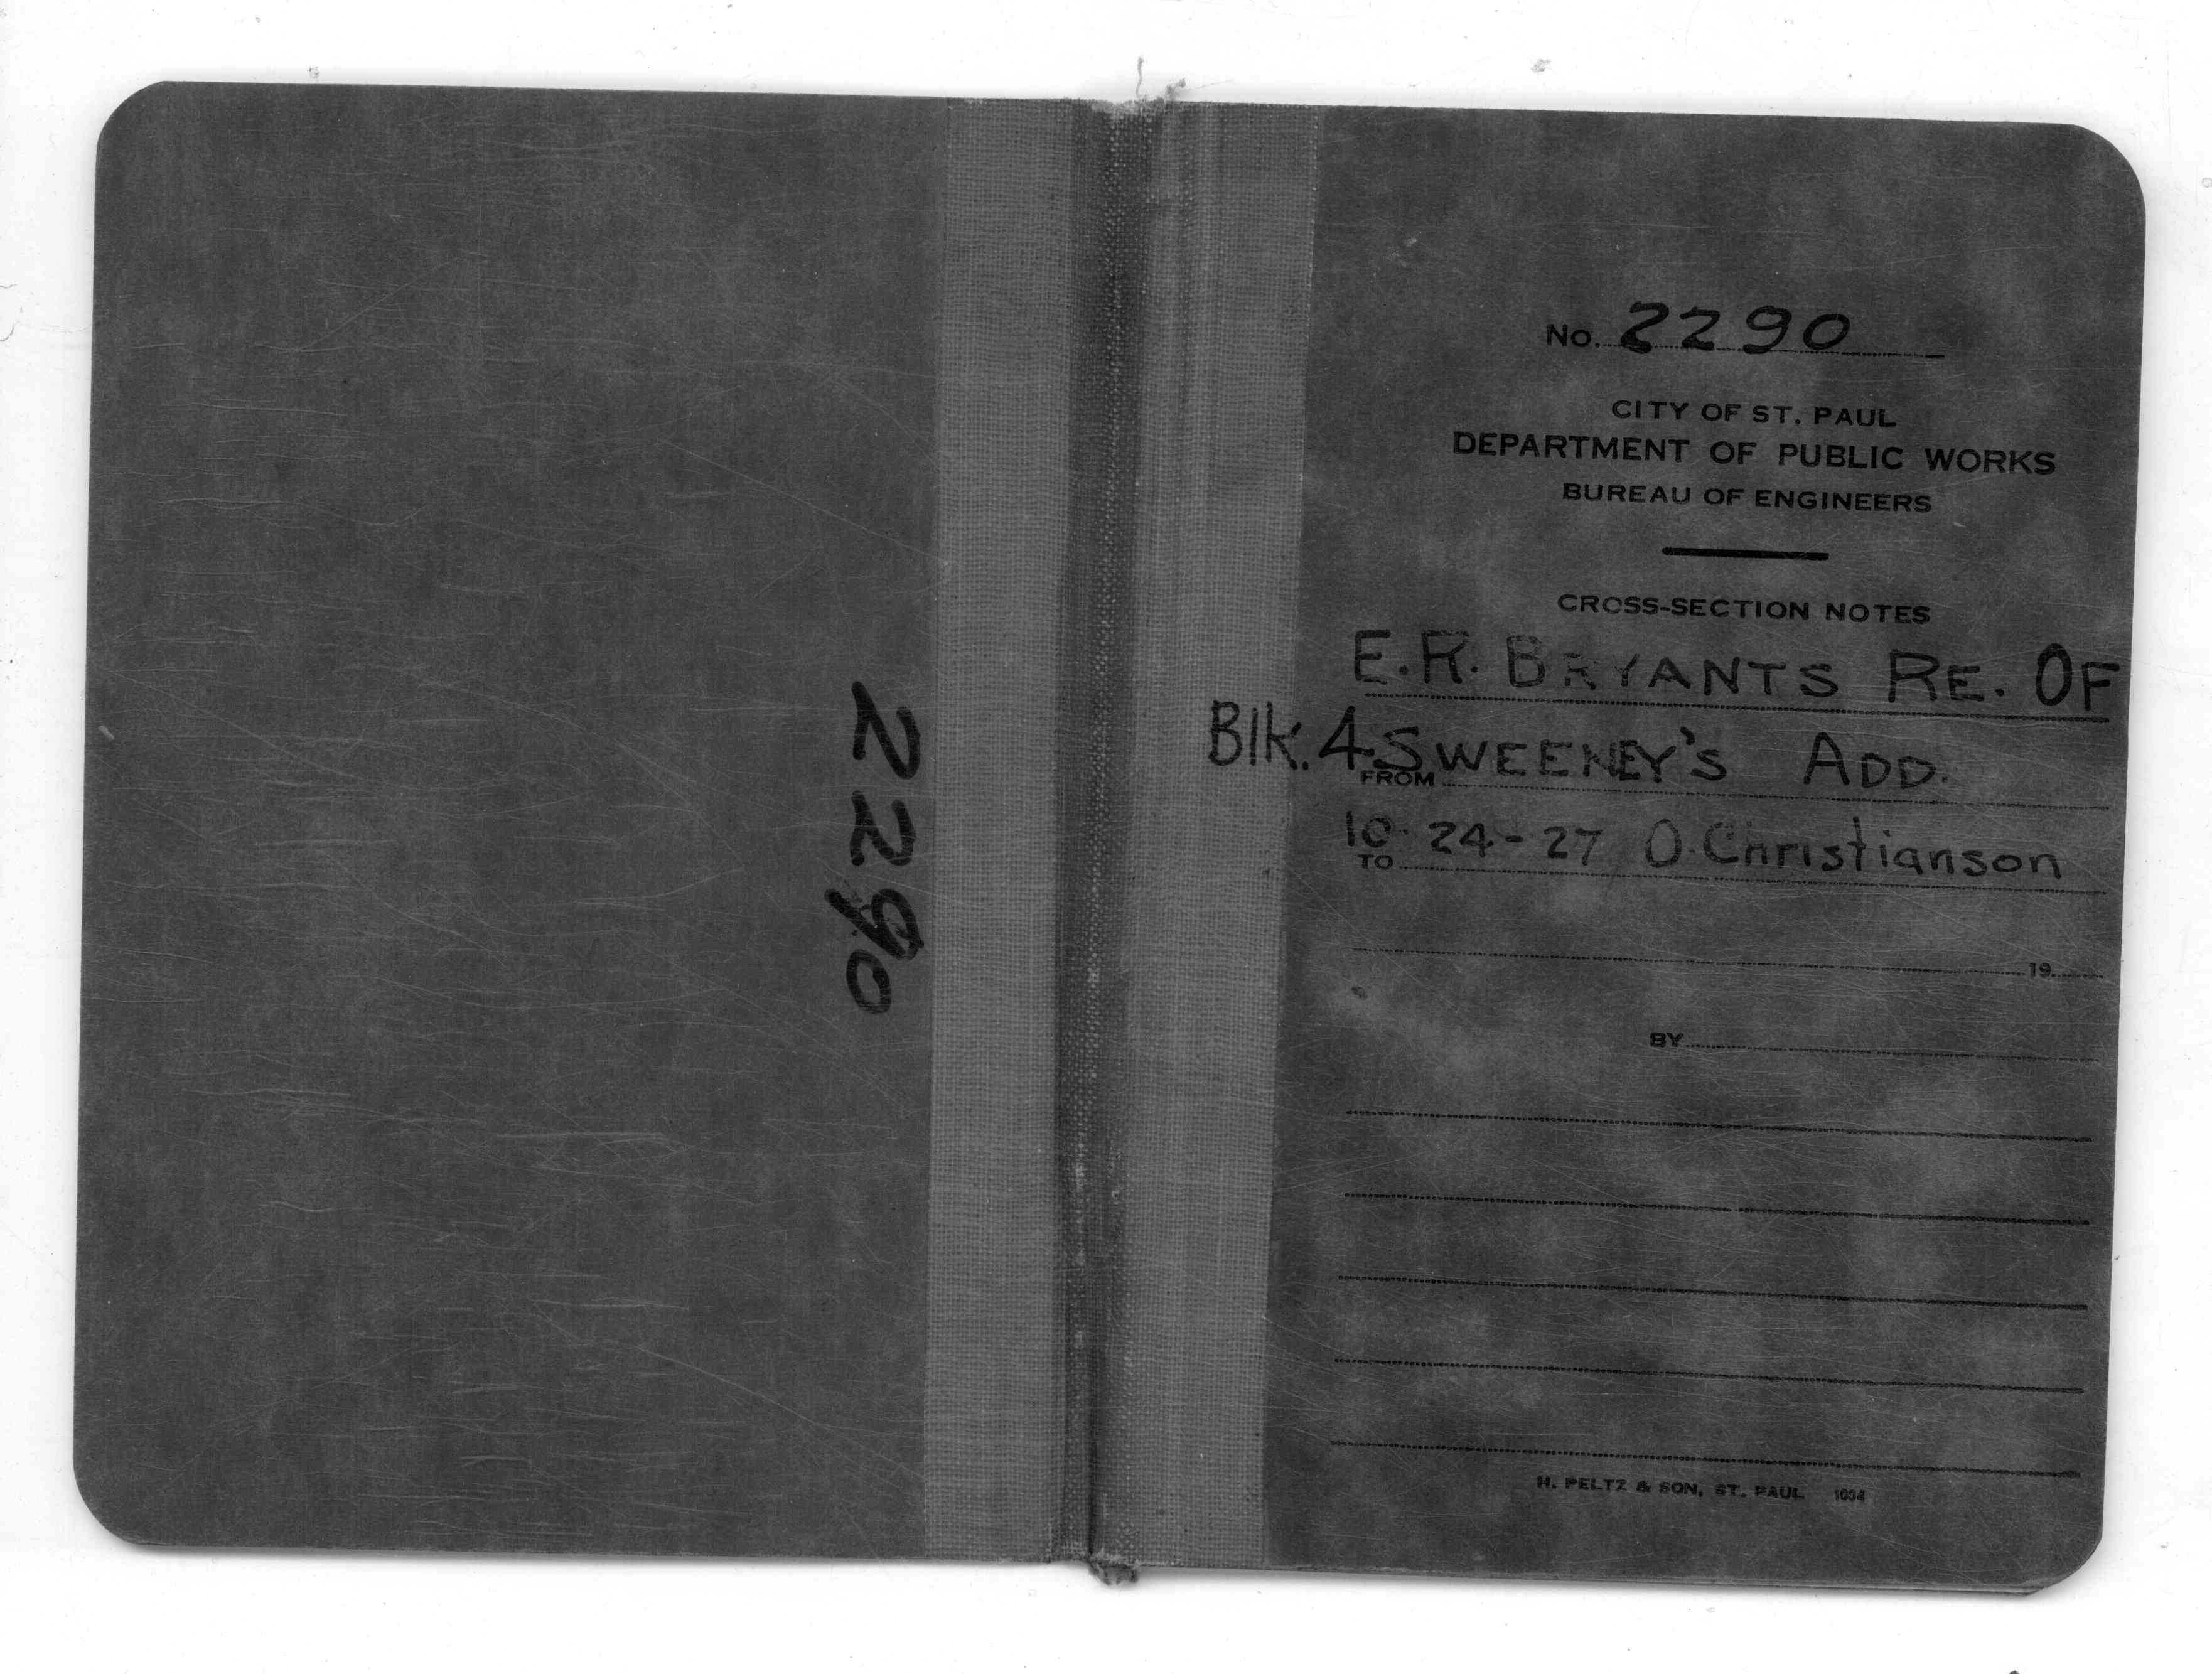 2290
No. 2290
CITY OF ST. PAUL
DEPARTMENT OF PUBLIC WORKS
BUREAU OF ENGINEERS
CROSS-SECTION NOTES
E.R. BRYANTS RE. OF
Blk. 4 SWEENEY'S ADD.
FROM
10-24-27 O. Christianson
TO
19
BY
H. PELTZ & SON, ST. PAUL 1034